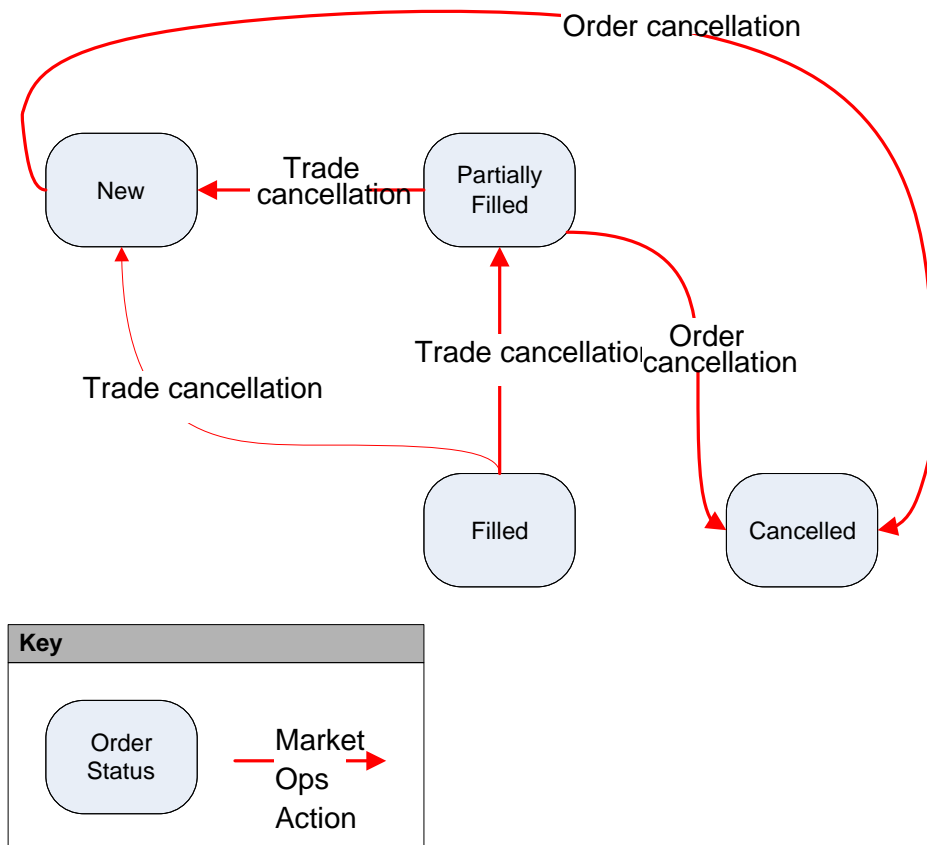 Order cancellation
New
Trade
cancellation
Partially
Filled
Trade cancellation
Order
cancellation
Trade cancellation
Filled
Cancelled
Key
Order
Status
Market
Ops
Action